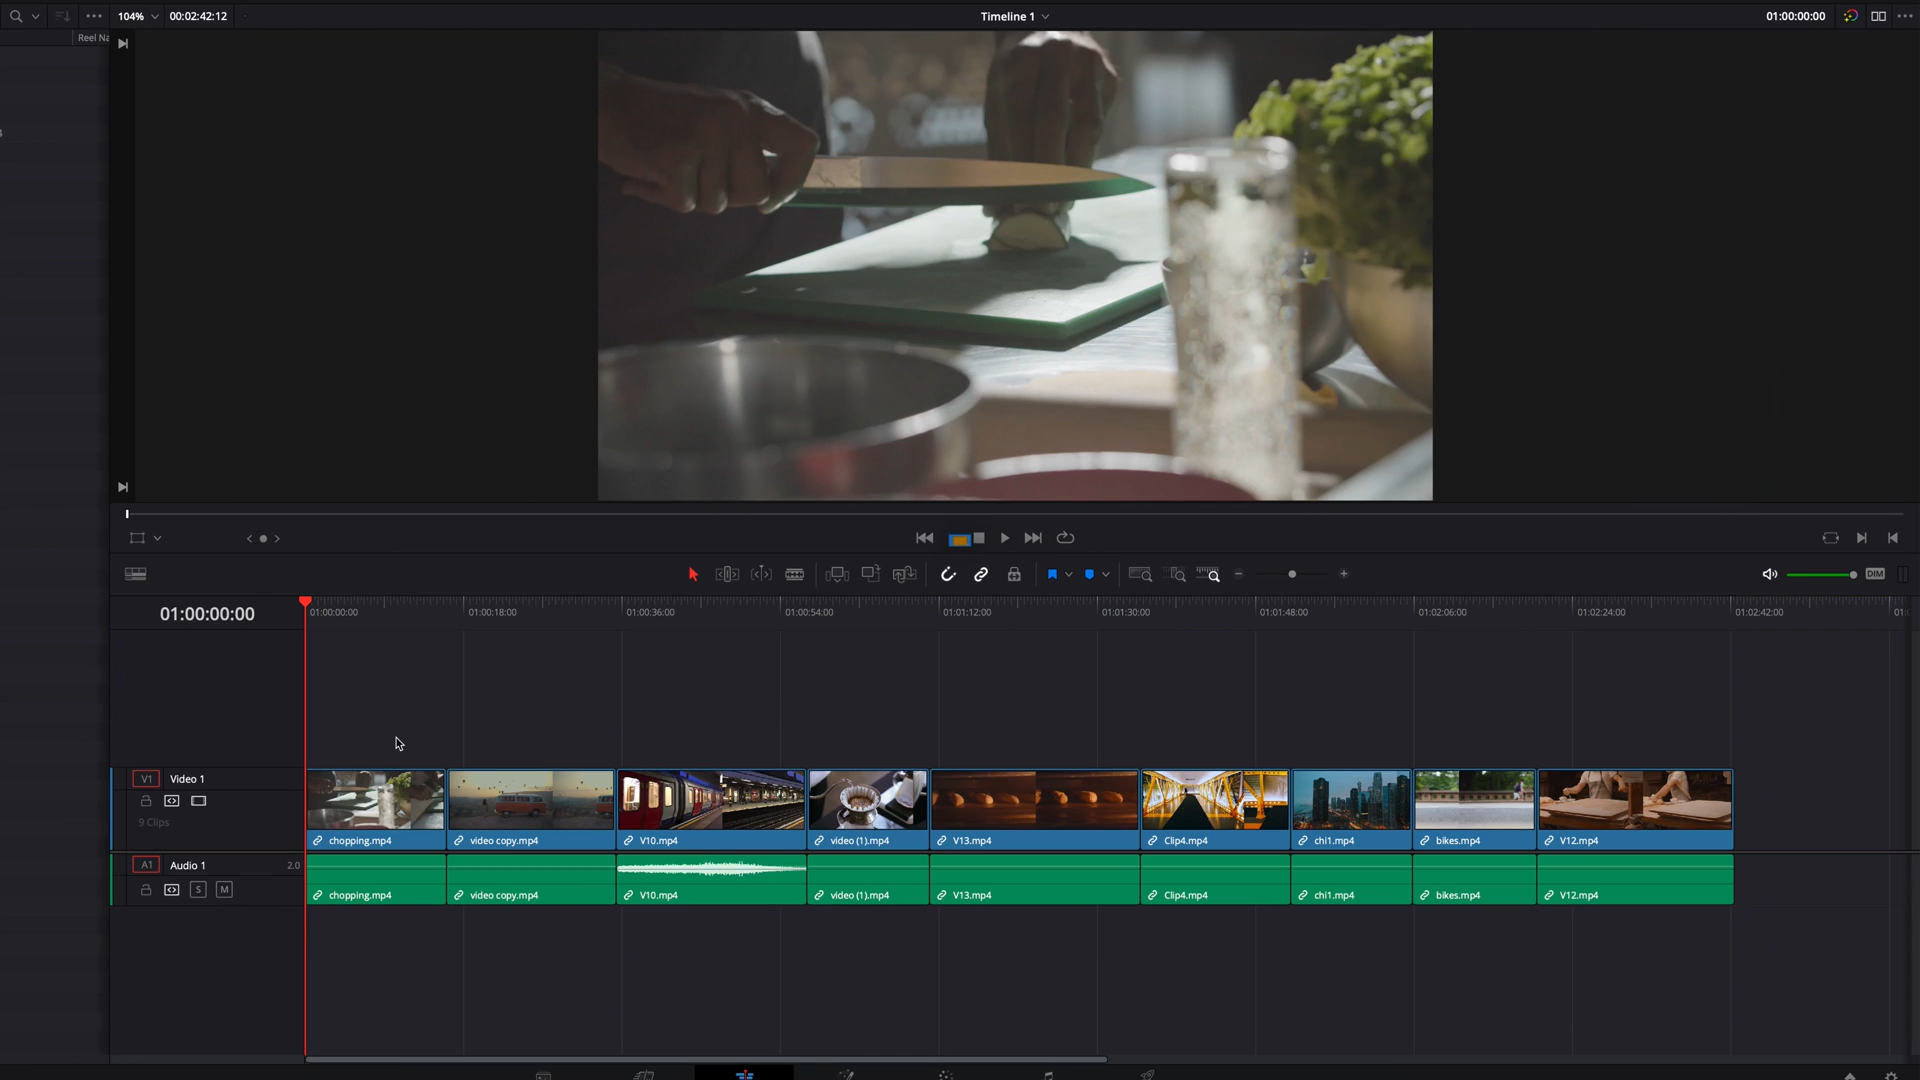 104% 00:02:42:12 Timeline 1 01:00:00:00
Reel Na
DIM
01:00:00:00
01:00:00:00 01:00:18:00 01:00:36:00 01:00:54:00 01:01:12:00 01:01:30:00 01:01:48:00 01:02:06:00 01:02:24:00 01:02:42:00
V1 Video 1
9 Clips
chopping.mp4 video copy.mp4 V10.mp4 video (1).mp4 V13.mp4 Clip4.mp4 chi1.mp4 bikes.mp4 V12.mp4
A1 Audio 1 2.0
S M
chopping.mp4 video copy.mp4 V10.mp4 video (1).mp4 V13.mp4 Clip4.mp4 chi1.mp4 bikes.mp4 V12.mp4